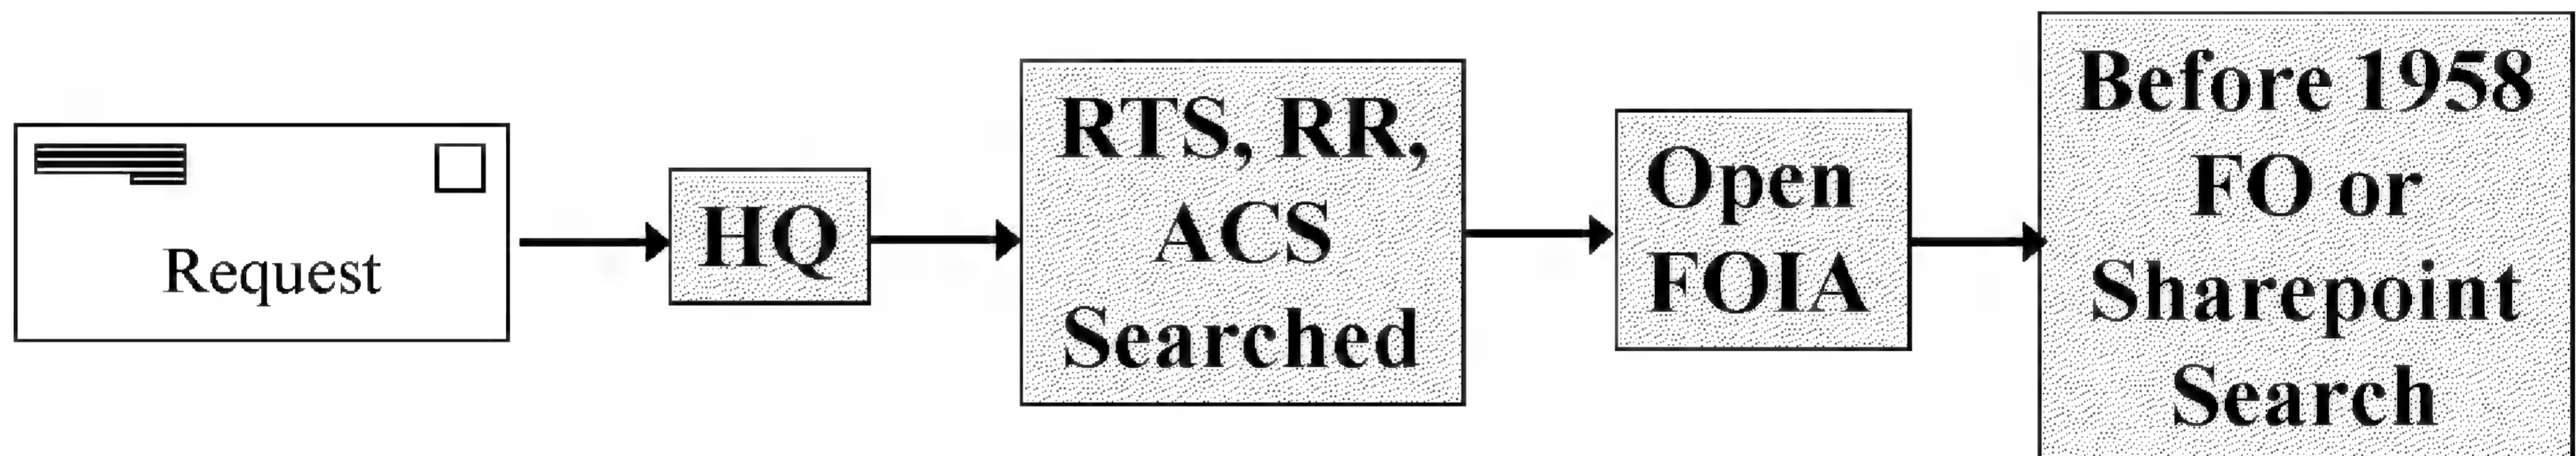 Request
HQ
RTS, RR,
ACS
Searched
Open
FOIA
Before 1958
FO or
Sharepoint
Search